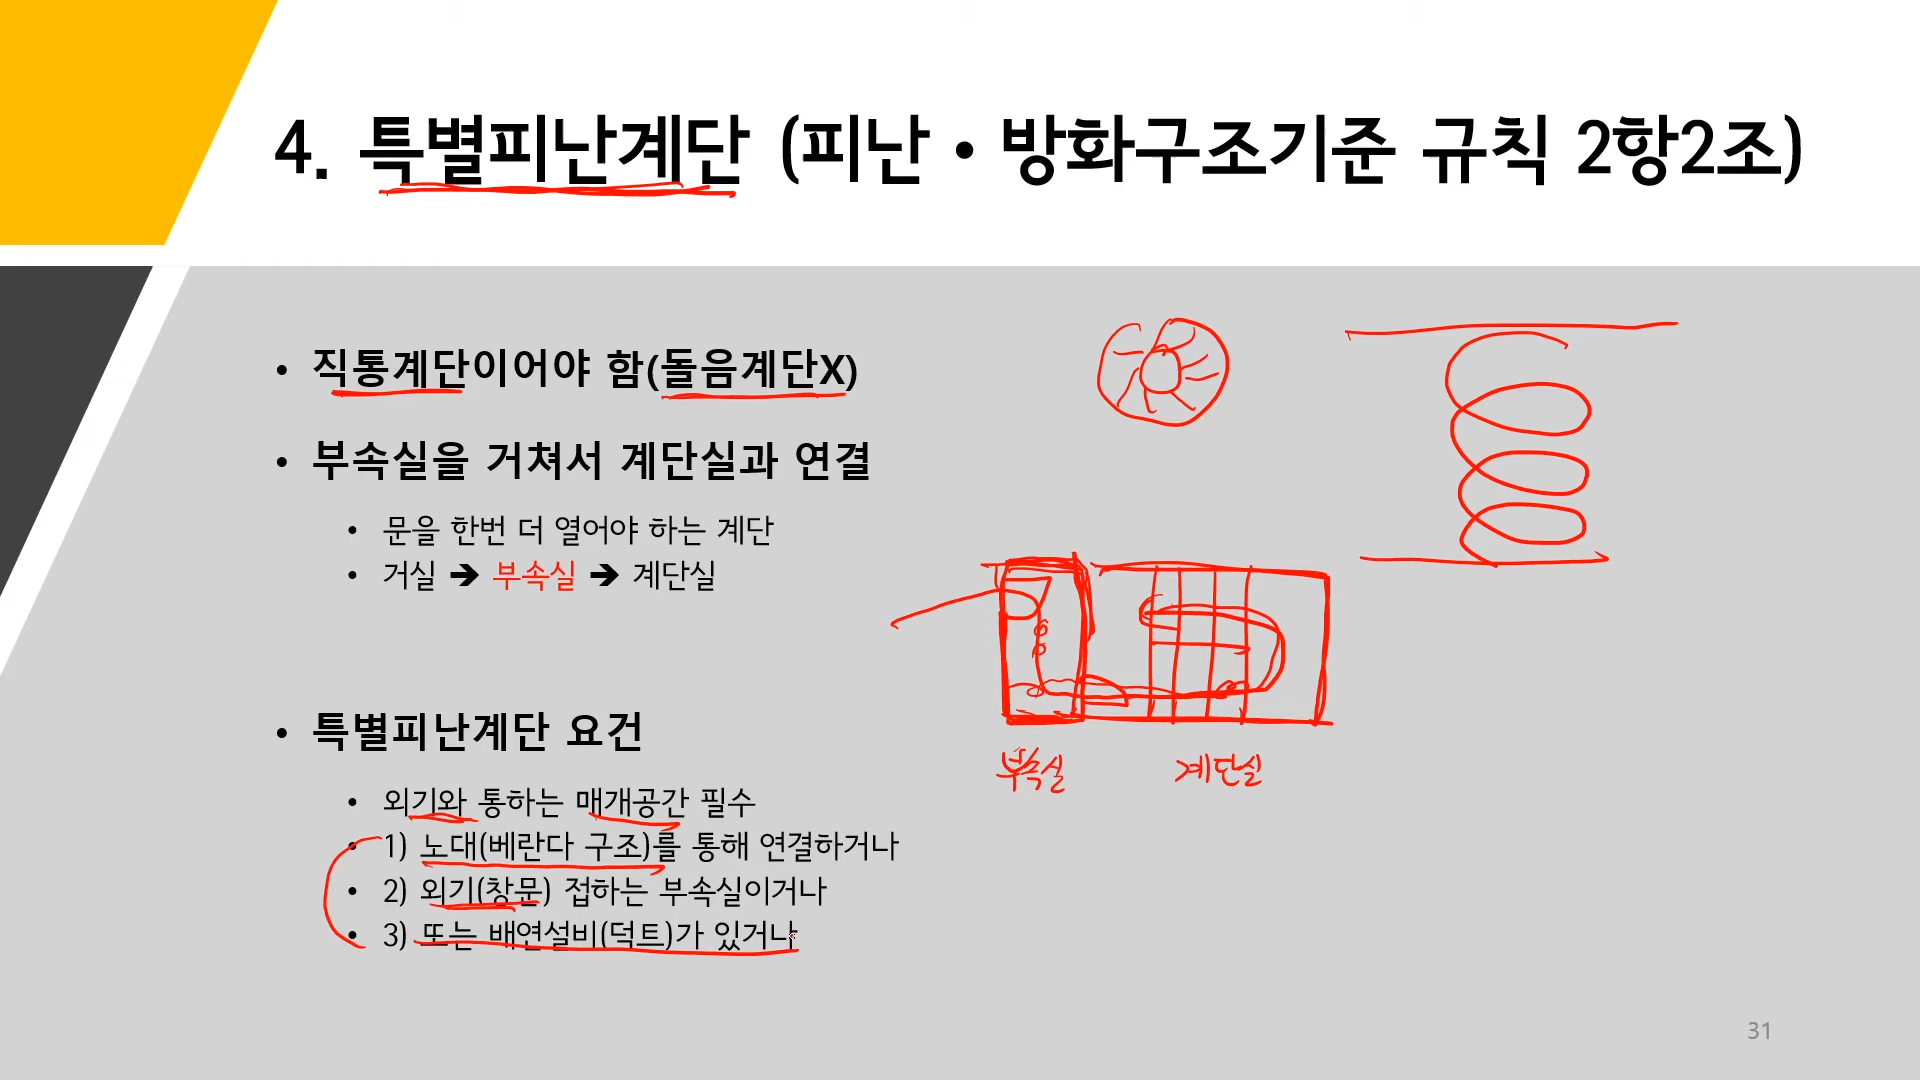 4. 특별피난계단 (피난 • 방화구조기준 규칙 2항2조)
• 직통계단이어야 함(돌음계단X)
• 부속실을 거쳐서 계단실과 연결
• 문을 한번 더 열어야 하는 계단
• 거실 ➔ 부속실 ➔ 계단실
부속실 계단실
• 특별피난계단 요건
• 외기와 통하는 매개공간 필수
• 1) 노대(베란다 구조)를 통해 연결하거나
• 2) 외기(창문) 접하는 부속실이거나
• 3) 또는 배연설비(덕트)가 있거나
31